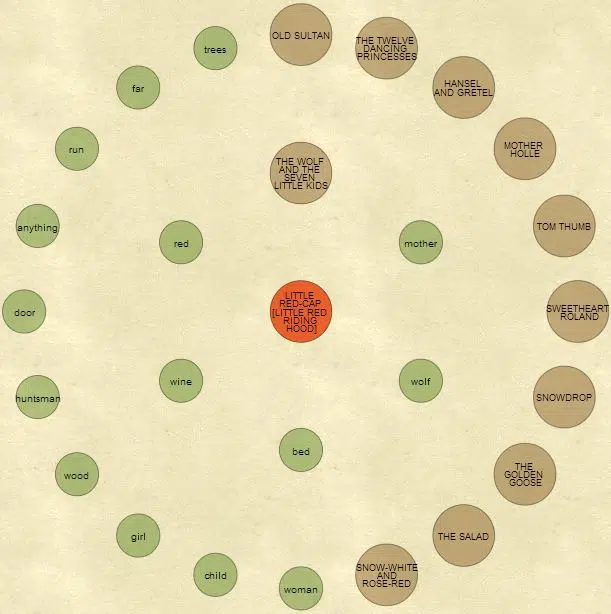 OLD SULTAN
THE TWELVE
DANCING
PRINCESSES
trees
HANSEL
AND GRETEL
far
MOTHER
HOLLE
run
THE WOLF
AND THE
SEVEN
LITTLE KIDS
anything
TOM THUMB
red
mother
door
LITTLE
RED-CAP
[LITTLE RED
RIDING
HOOD]
SWEETHEART
ROLAND
wine
wolf
huntsman
SNOWDROP
bed
wood
THE
GOLDEN
GOOSE
girl
THE SALAD
child
SNOW-WHITE
AND
ROSE-RED
woman